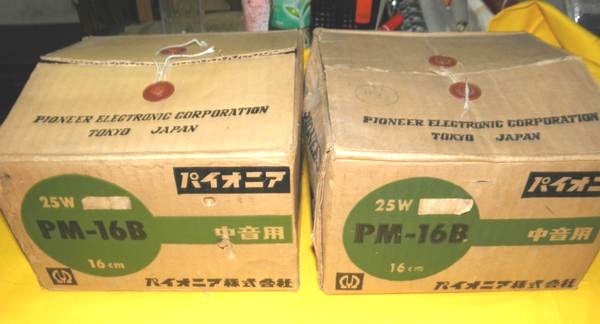 PIONEER ELECTRONIC CORPORATION
TOKYO JAPAN
パイオニア
25W
PM-16B
中音用
16cm
パイオニア株式会社
PIONEER ELECTRONIC CORPORATION
TOKYO JAPAN
パイオニア
25W
PM-16B
中音用
16cm
パイオニア株式会社